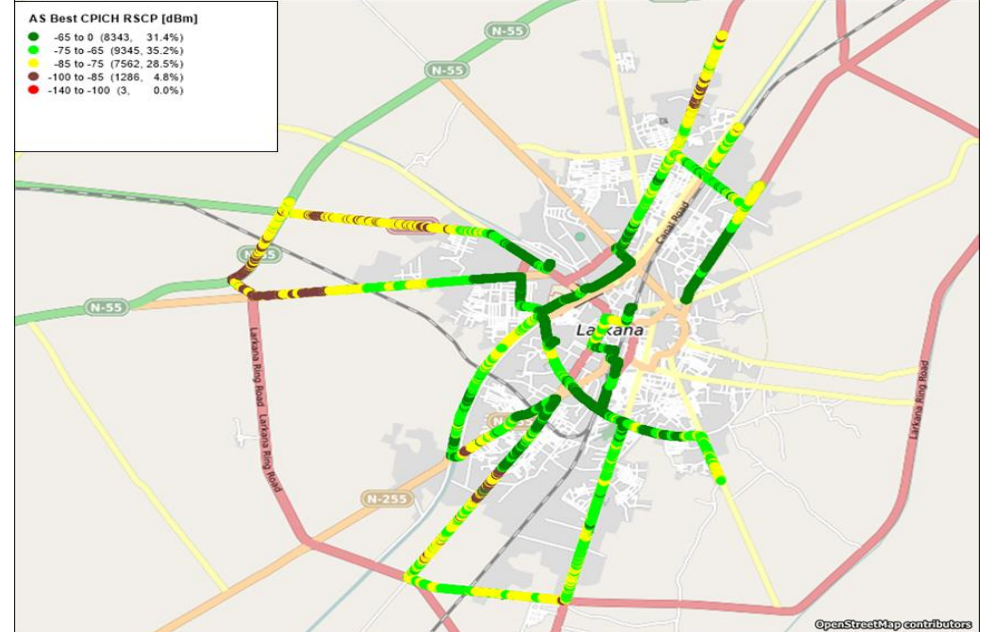 AS Best CPICH RSCP [dBm]
-65 to 0 (8343, 31.4%)
-75 to -65 (9345, 35.2%)
-85 to -75 (7562, 28.5%)
-100 to -85 (1286, 4.8%)
-140 to -100 (3, 0.0%)
N-55
N-55
Canal Road
N-55
Larkana
Larkana Ring Road
Larkana Ring Road
Larkana Ring Road
N-255
OpenStreetMap contributors